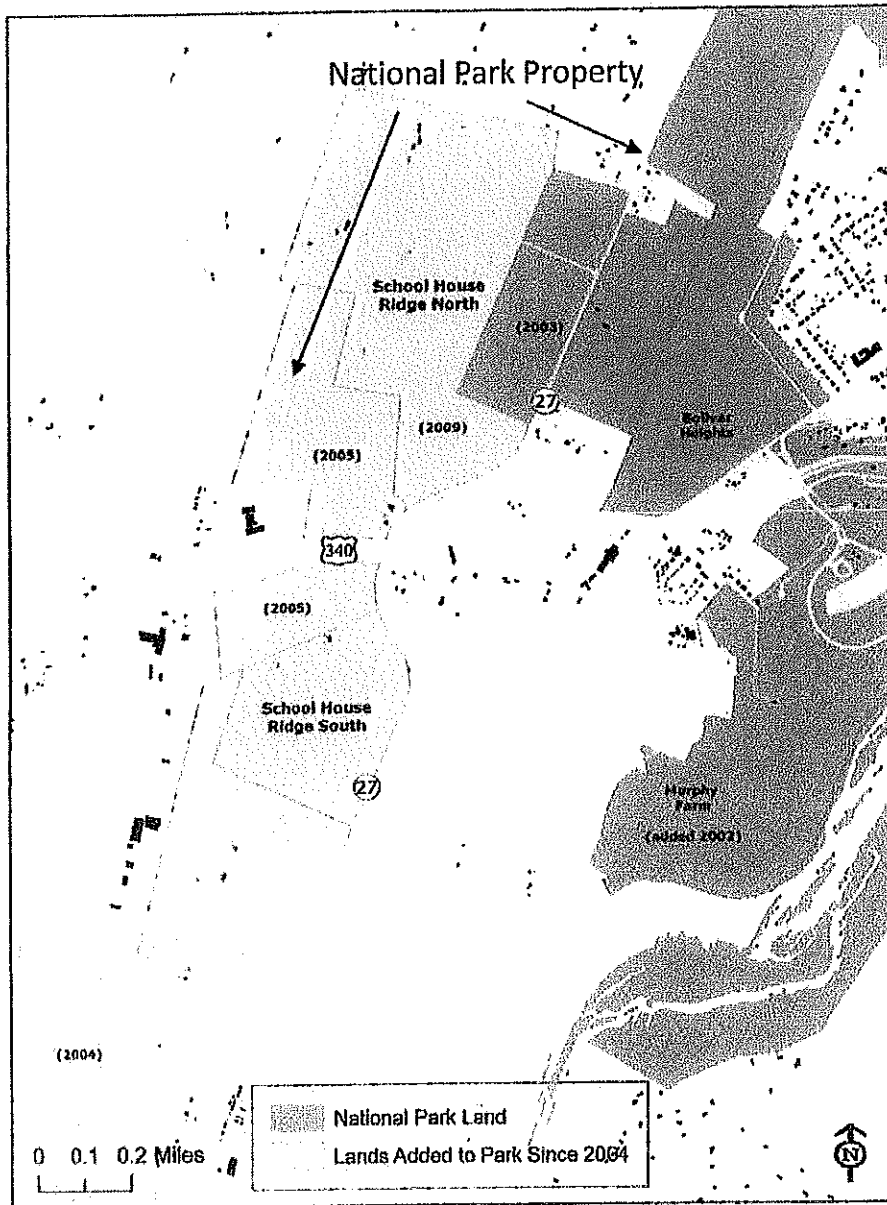 National Park Property
School House
Ridge North
(2003)
27
Bolivar
Heights
(2009)
(2005)
340
(2005)
School House
Ridge South
27
Murphy
Farm
(added 2002)
(2004)
National Park Land
Lands Added to Park Since 2004
0 0.1 0.2 Miles
N